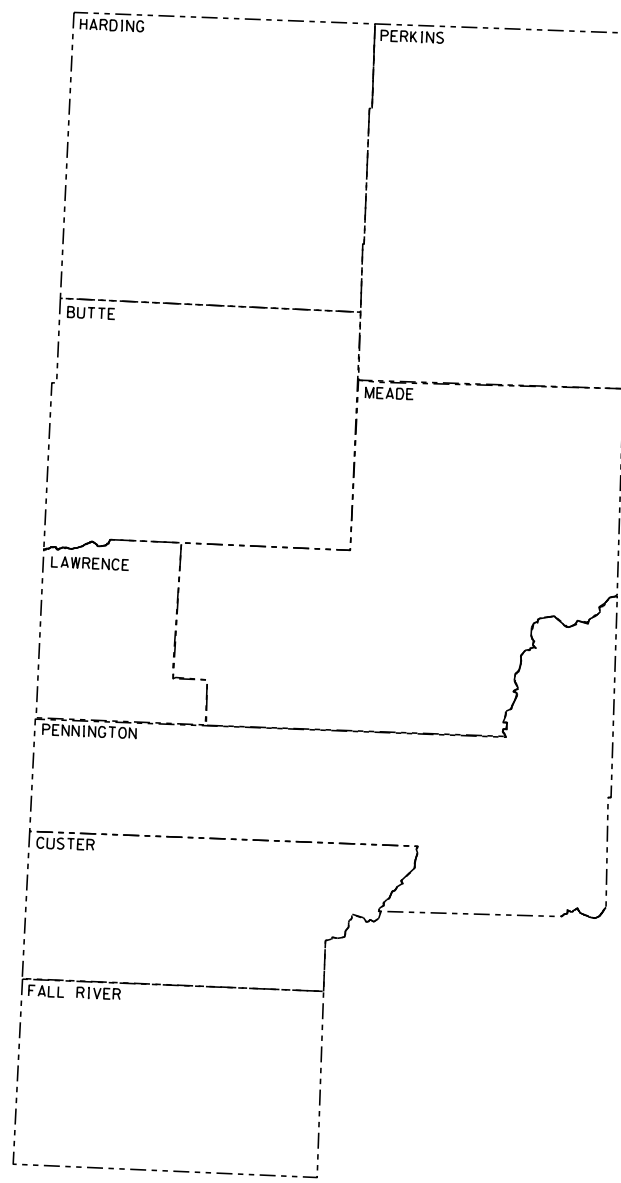 HARDING
PERKINS
BUTTE
MEADE
LAWRENCE
PENNINGTON
CUSTER
FALL RIVER